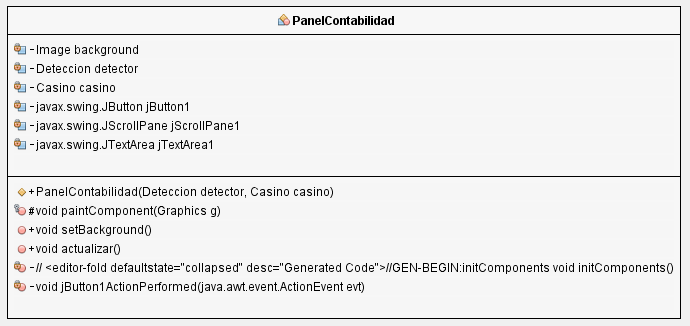 PanelContabilidad
-Image background
-Deteccion detector
-Casino casino
-javax.swing.JButton jButton1
-javax.swing.JScrollPane jScrollPane1
-javax.swing.JTextArea jTextArea1
+PanelContabilidad(Deteccion detector, Casino casino)
#void paintComponent(Graphics g)
+void setBackground()
+void actualizar()
-// <editor-fold defaultstate="collapsed" desc="Generated Code">//GEN-BEGIN:initComponents void initComponents()
-void jButton1ActionPerformed(java.awt.event.ActionEvent evt)